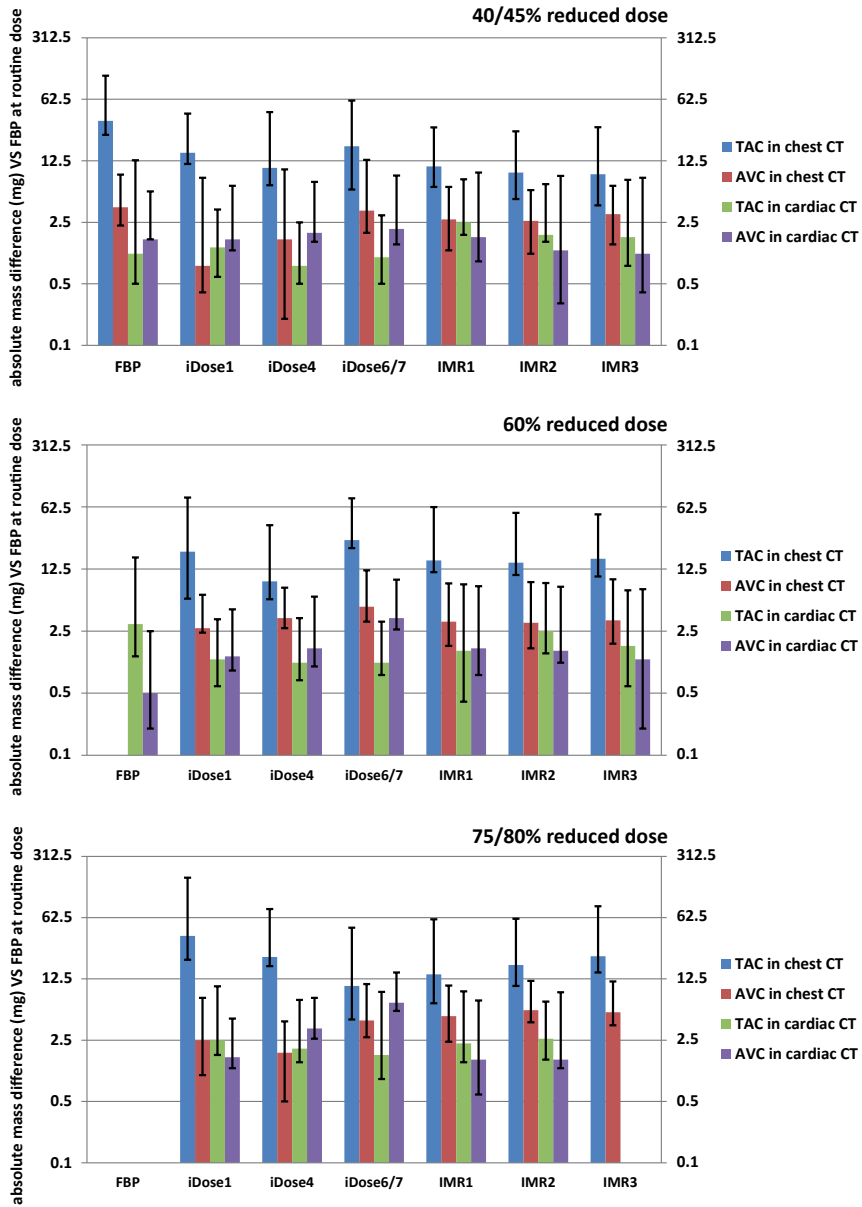 40/45% reduced dose
absolute mass difference (mg) VS FBP at routine dose
312.5 312.5
62.5 62.5
12.5 12.5
2.5 2.5
0.5 0.5
0.1 0.1
FBP iDose1 iDose4 iDose6/7 IMR1 IMR2 IMR3
TAC in chest CT
AVC in chest CT
TAC in cardiac CT
AVC in cardiac CT
60% reduced dose
absolute mass difference (mg) VS FBP at routine dose
312.5 312.5
62.5 62.5
12.5 12.5
2.5 2.5
0.5 0.5
0.1 0.1
FBP iDose1 iDose4 iDose6/7 IMR1 IMR2 IMR3
TAC in chest CT
AVC in chest CT
TAC in cardiac CT
AVC in cardiac CT
75/80% reduced dose
absolute mass difference (mg) VS FBP at routine dose
312.5 312.5
62.5 62.5
12.5 12.5
2.5 2.5
0.5 0.5
0.1 0.1
FBP iDose1 iDose4 iDose6/7 IMR1 IMR2 IMR3
TAC in chest CT
AVC in chest CT
TAC in cardiac CT
AVC in cardiac CT